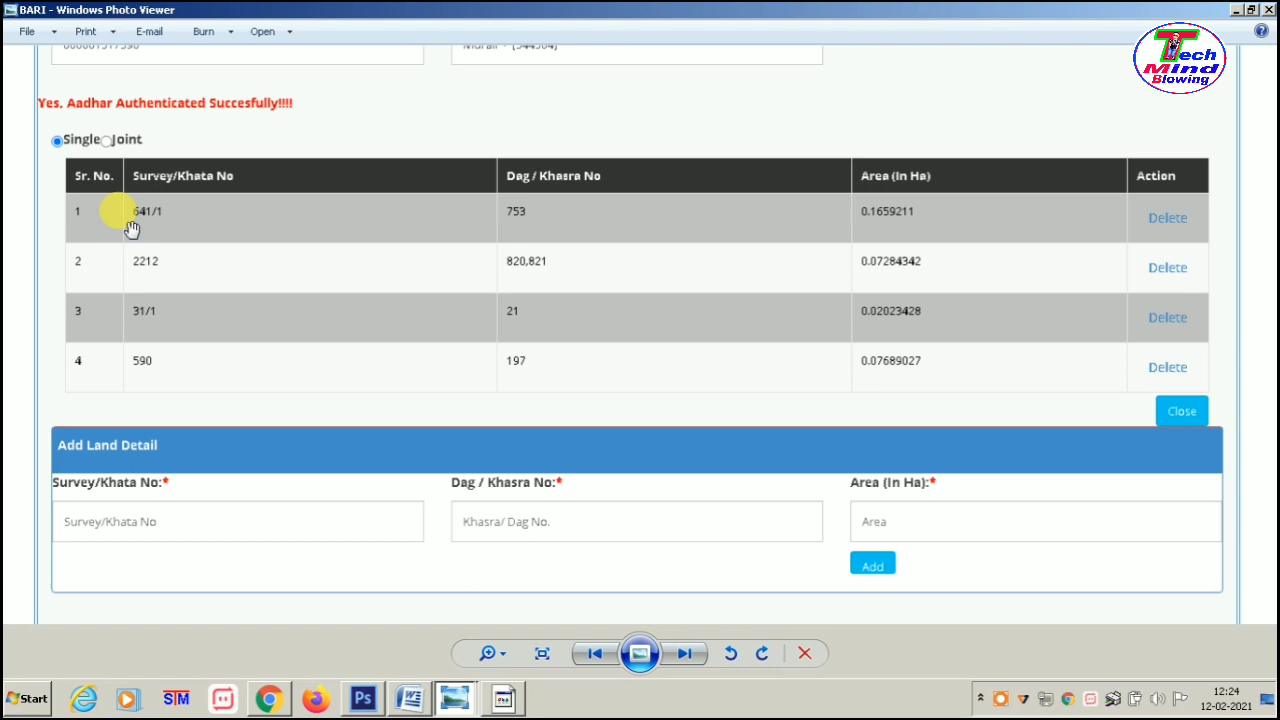 BARI - Windows Photo Viewer
File Print E-mail Burn Open
Tech
Mind
Blowing
Yes, Aadhar Authenticated Succesfully!!!!
Single Joint
Sr. No. Survey/Khata No Dag / Khasra No Area (In Ha) Action
1 641/1 753 0.1659211 Delete
2 2212 820,821 0.07284342 Delete
3 31/1 21 0.02023428 Delete
4 590 197 0.07689027 Delete
Close
Add Land Detail
Survey/Khata No:* Dag / Khasra No:* Area (In Ha):*
Survey/Khata No Khasra/ Dag No. Area
Add
Start SM Ps W 12:24
12-02-2021